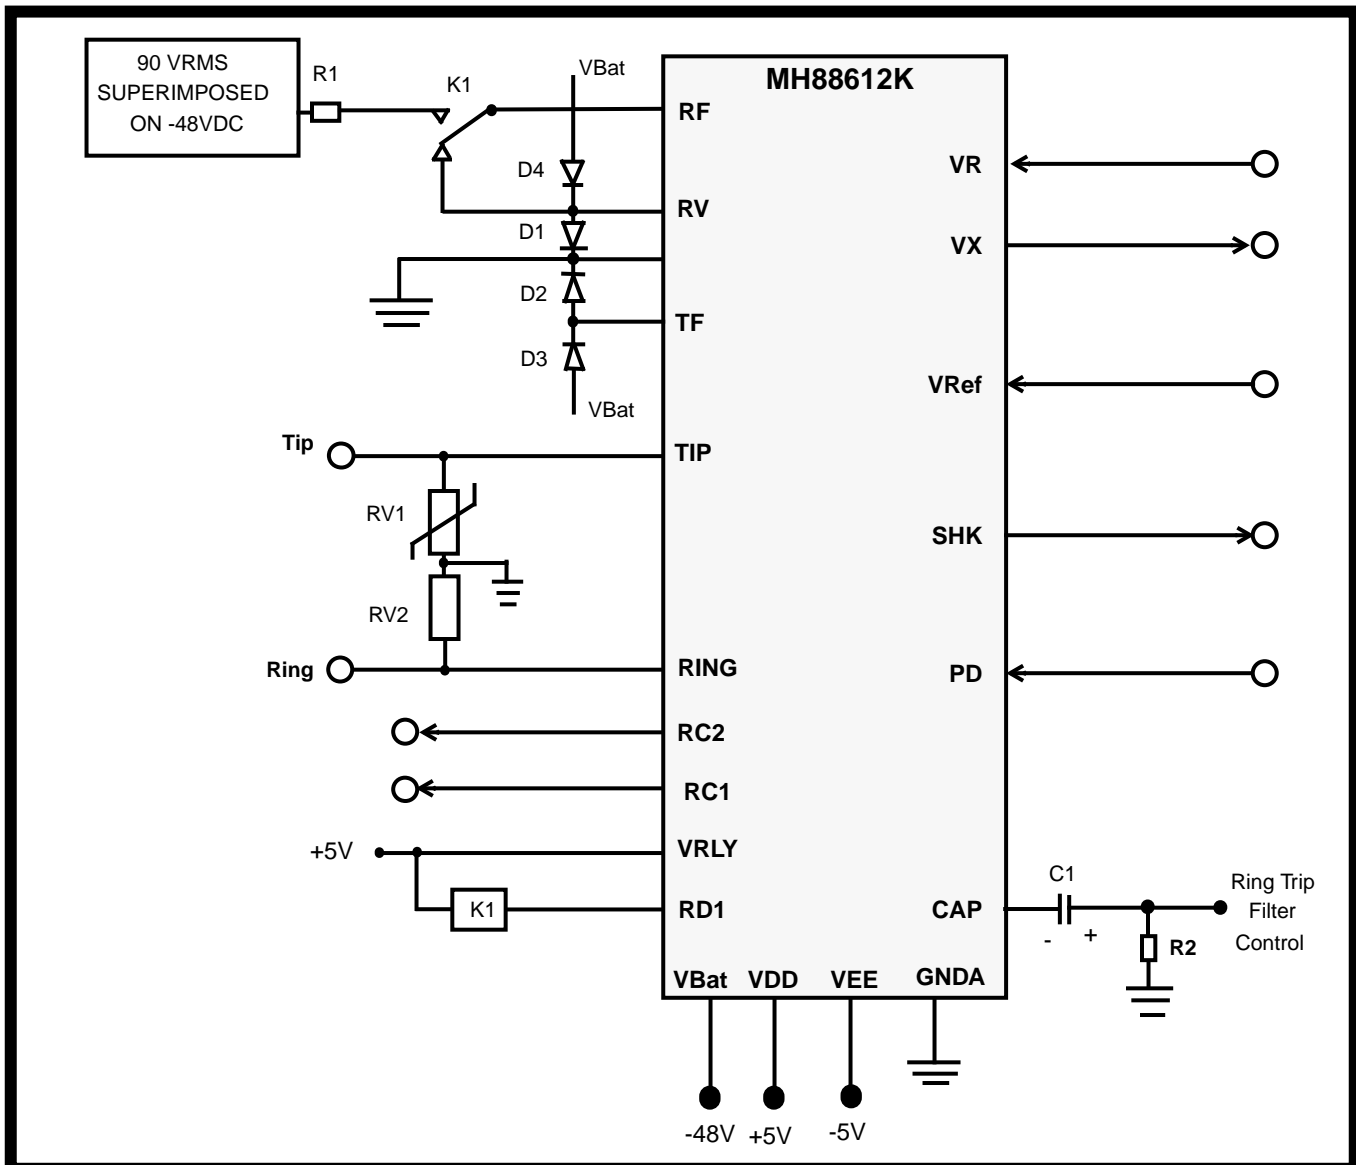 90 VRMS
SUPERIMPOSED
ON -48VDC
R1
K1
VBat
MH88612K
RF
D4
VR
RV
D1
VX
D2
TF
D3
VRef
VBat
Tip
TIP
RV1
SHK
RV2
Ring
RING
PD
RC2
RC1
+5V
VRLY
K1
RD1
CAP
C1
- +
R2
Ring Trip
Filter
Control
VBat VDD VEE GNDA
-48V +5V -5V